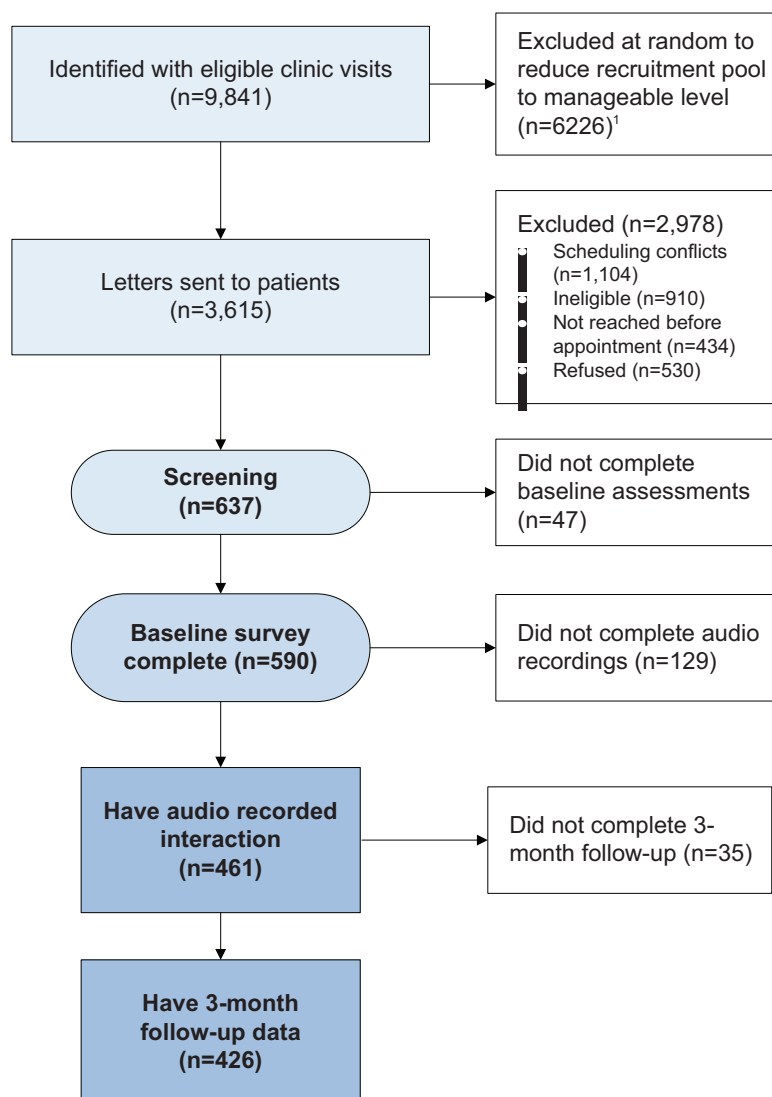 Identified with eligible clinic visits
(n=9,841)
Excluded at random to
reduce recruitment pool
to manageable level
(n=6226)¹
Letters sent to patients
(n=3,615)
Excluded (n=2,978)
Scheduling conflicts
(n=1,104)
Ineligible (n=910)
Not reached before
appointment (n=434)
Refused (n=530)
Screening
(n=637)
Did not complete
baseline assessments
(n=47)
Baseline survey
complete (n=590)
Did not complete audio
recordings (n=129)
Have audio recorded
interaction
(n=461)
Did not complete 3-
month follow-up (n=35)
Have 3-month
follow-up data
(n=426)